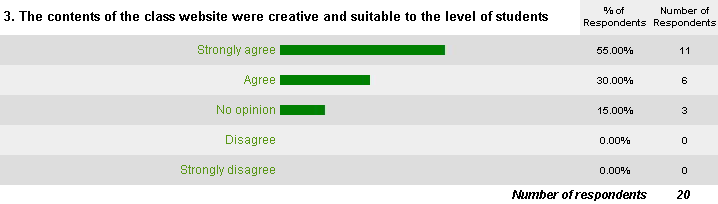 3. The contents of the class website were creative and suitable to the level of students
% of Respondents
Number of Respondents
Strongly agree 55.00% 11
Agree 30.00% 6
No opinion 15.00% 3
Disagree 0.00% 0
Strongly disagree 0.00% 0
Number of respondents 20